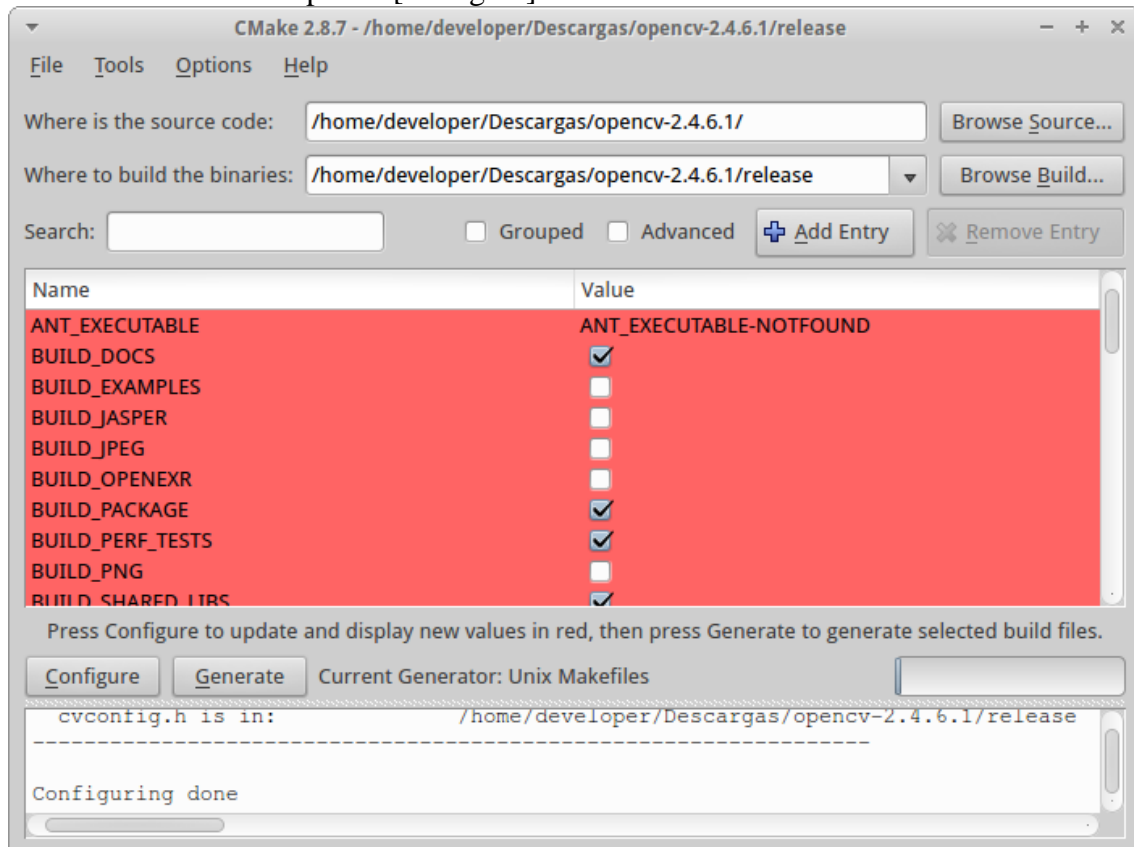 CMake 2.8.7 - /home/developer/Descargas/opencv-2.4.6.1/release
File Tools Options Help
Where is the source code: /home/developer/Descargas/opencv-2.4.6.1/ Browse Source...
Where to build the binaries: /home/developer/Descargas/opencv-2.4.6.1/release Browse Build...
Search: Grouped Advanced Add Entry Remove Entry
Name Value
ANT_EXECUTABLE ANT_EXECUTABLE-NOTFOUND
BUILD_DOCS
BUILD_EXAMPLES
BUILD_JASPER
BUILD_JPEG
BUILD_OPENEXR
BUILD_PACKAGE
BUILD_PERF_TESTS
BUILD_PNG
BUILD_SHARED_LIBS
Press Configure to update and display new values in red, then press Generate to generate selected build files.
Configure Generate Current Generator: Unix Makefiles
cvconfig.h is in: /home/developer/Descargas/opencv-2.4.6.1/release
-----------------------------------------------------------------
Configuring done